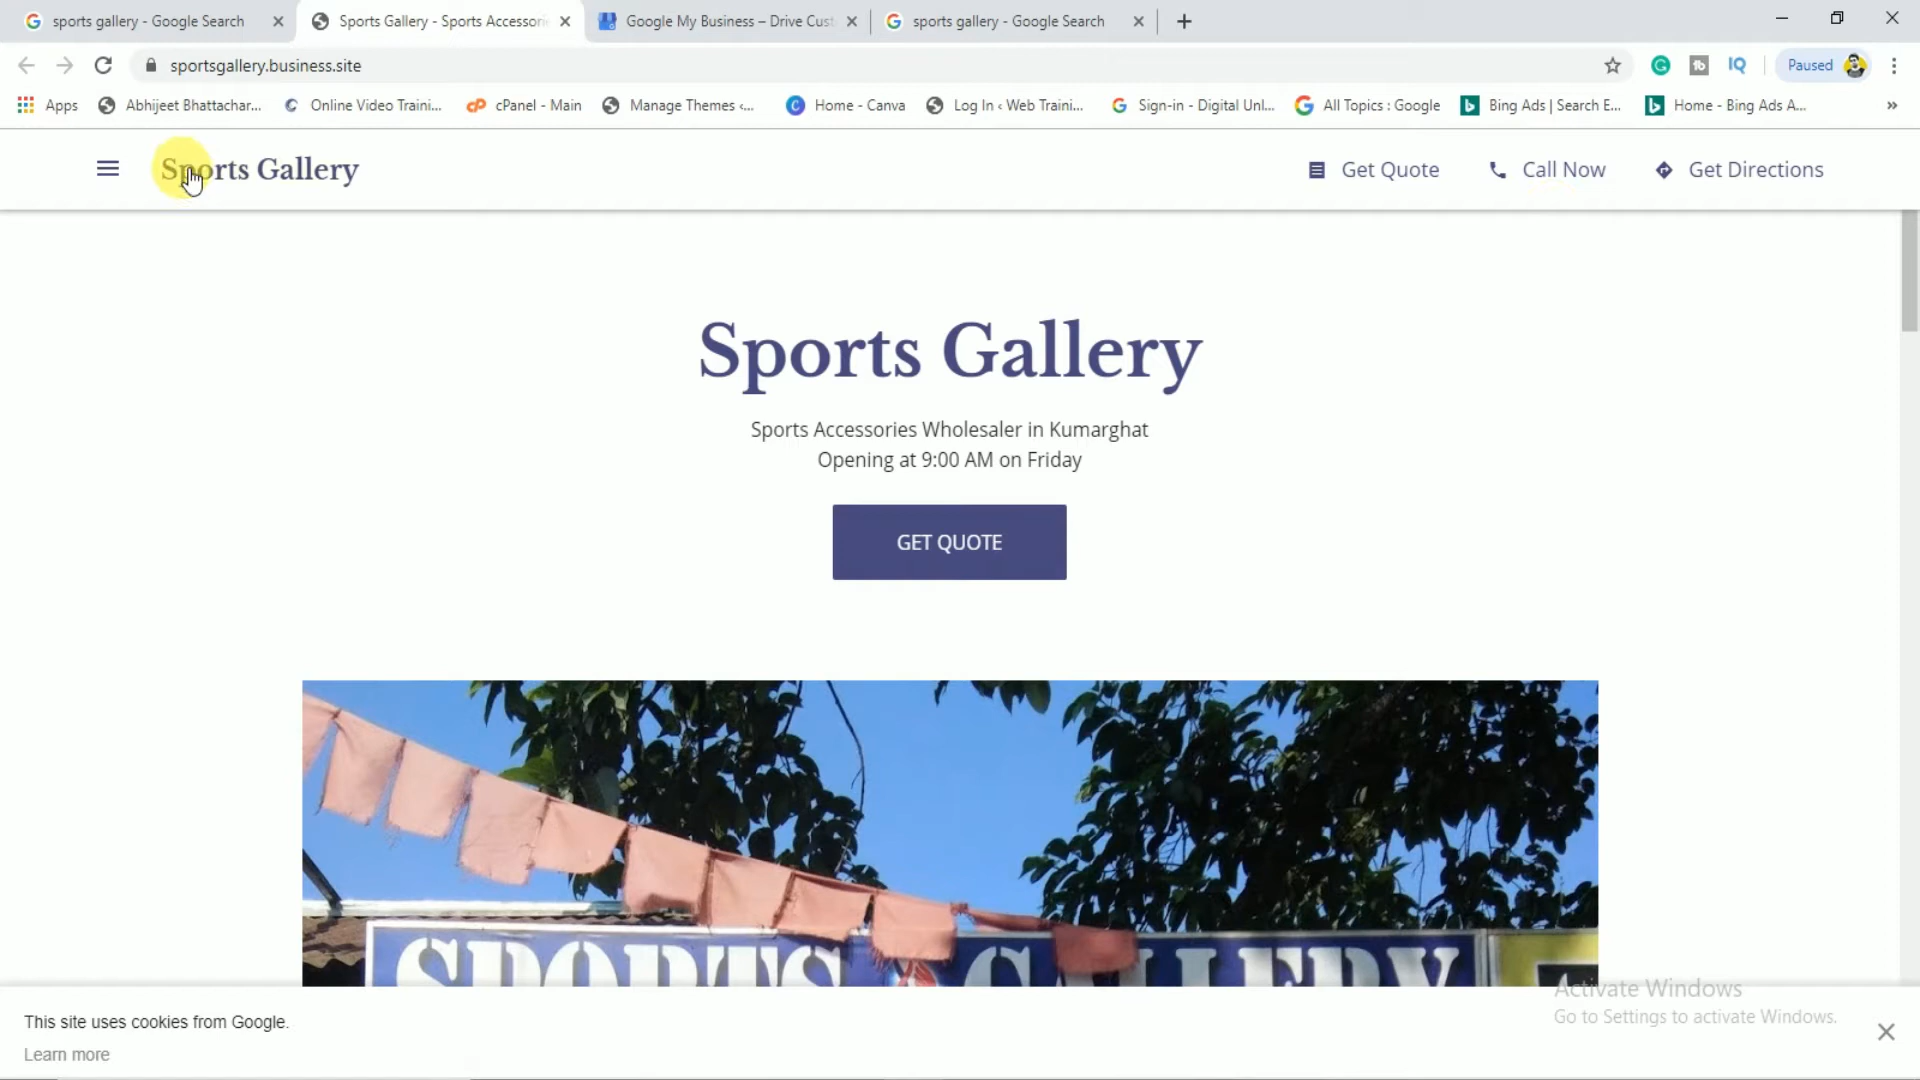 sports gallery - Google Search
Sports Gallery - Sports Accessori
Google My Business – Drive Cust
sports gallery - Google Search
sportsgallery.business.site
Paused
Apps
Abhijeet Bhattachar...
Online Video Traini...
cPanel - Main
Manage Themes <...
Home - Canva
Log In < Web Traini...
Sign-in - Digital Unl...
All Topics : Google
Bing Ads | Search E...
Home - Bing Ads A...
Sports Gallery
Get Quote
Call Now
Get Directions
Sports Gallery
Sports Accessories Wholesaler in Kumarghat
Opening at 9:00 AM on Friday
GET QUOTE
SPORTS GALLERY
This site uses cookies from Google.
Learn more
Activate Windows
Go to Settings to activate Windows.